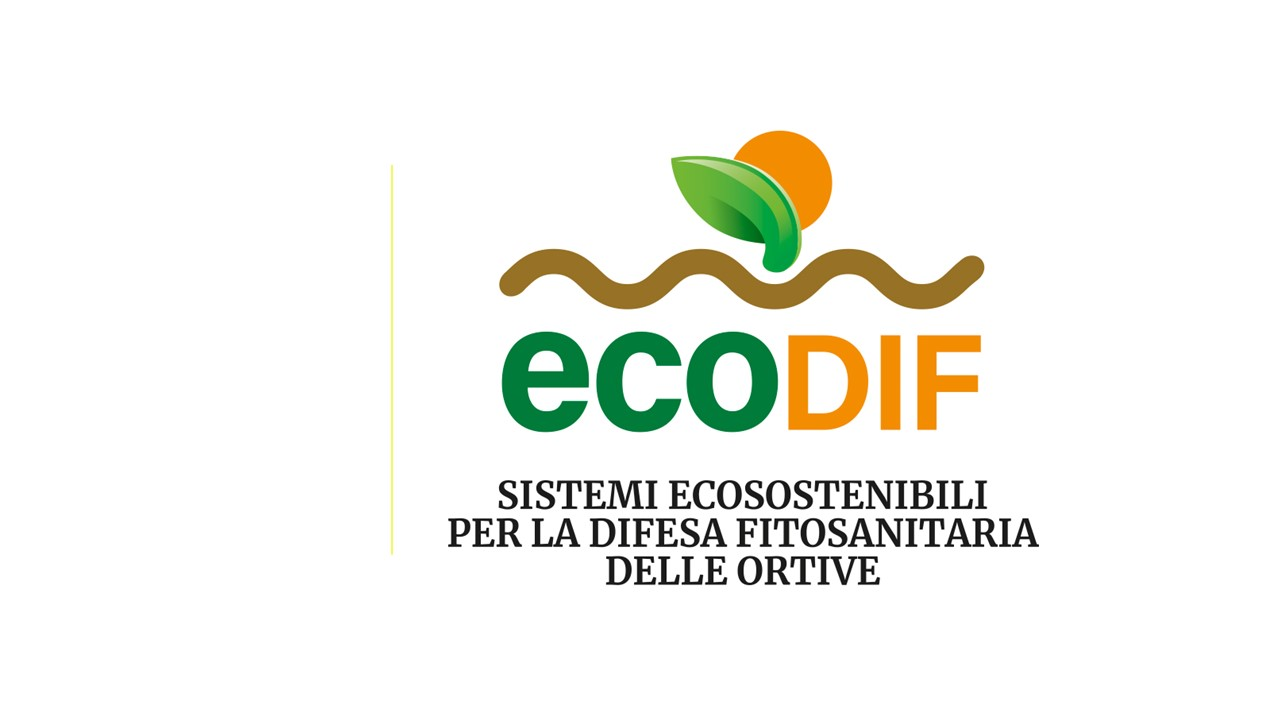 ecoDIF
SISTEMI ECOSOSTENIBILI
PER LA DIFESA FITOSANITARIA
DELLE ORTIVE